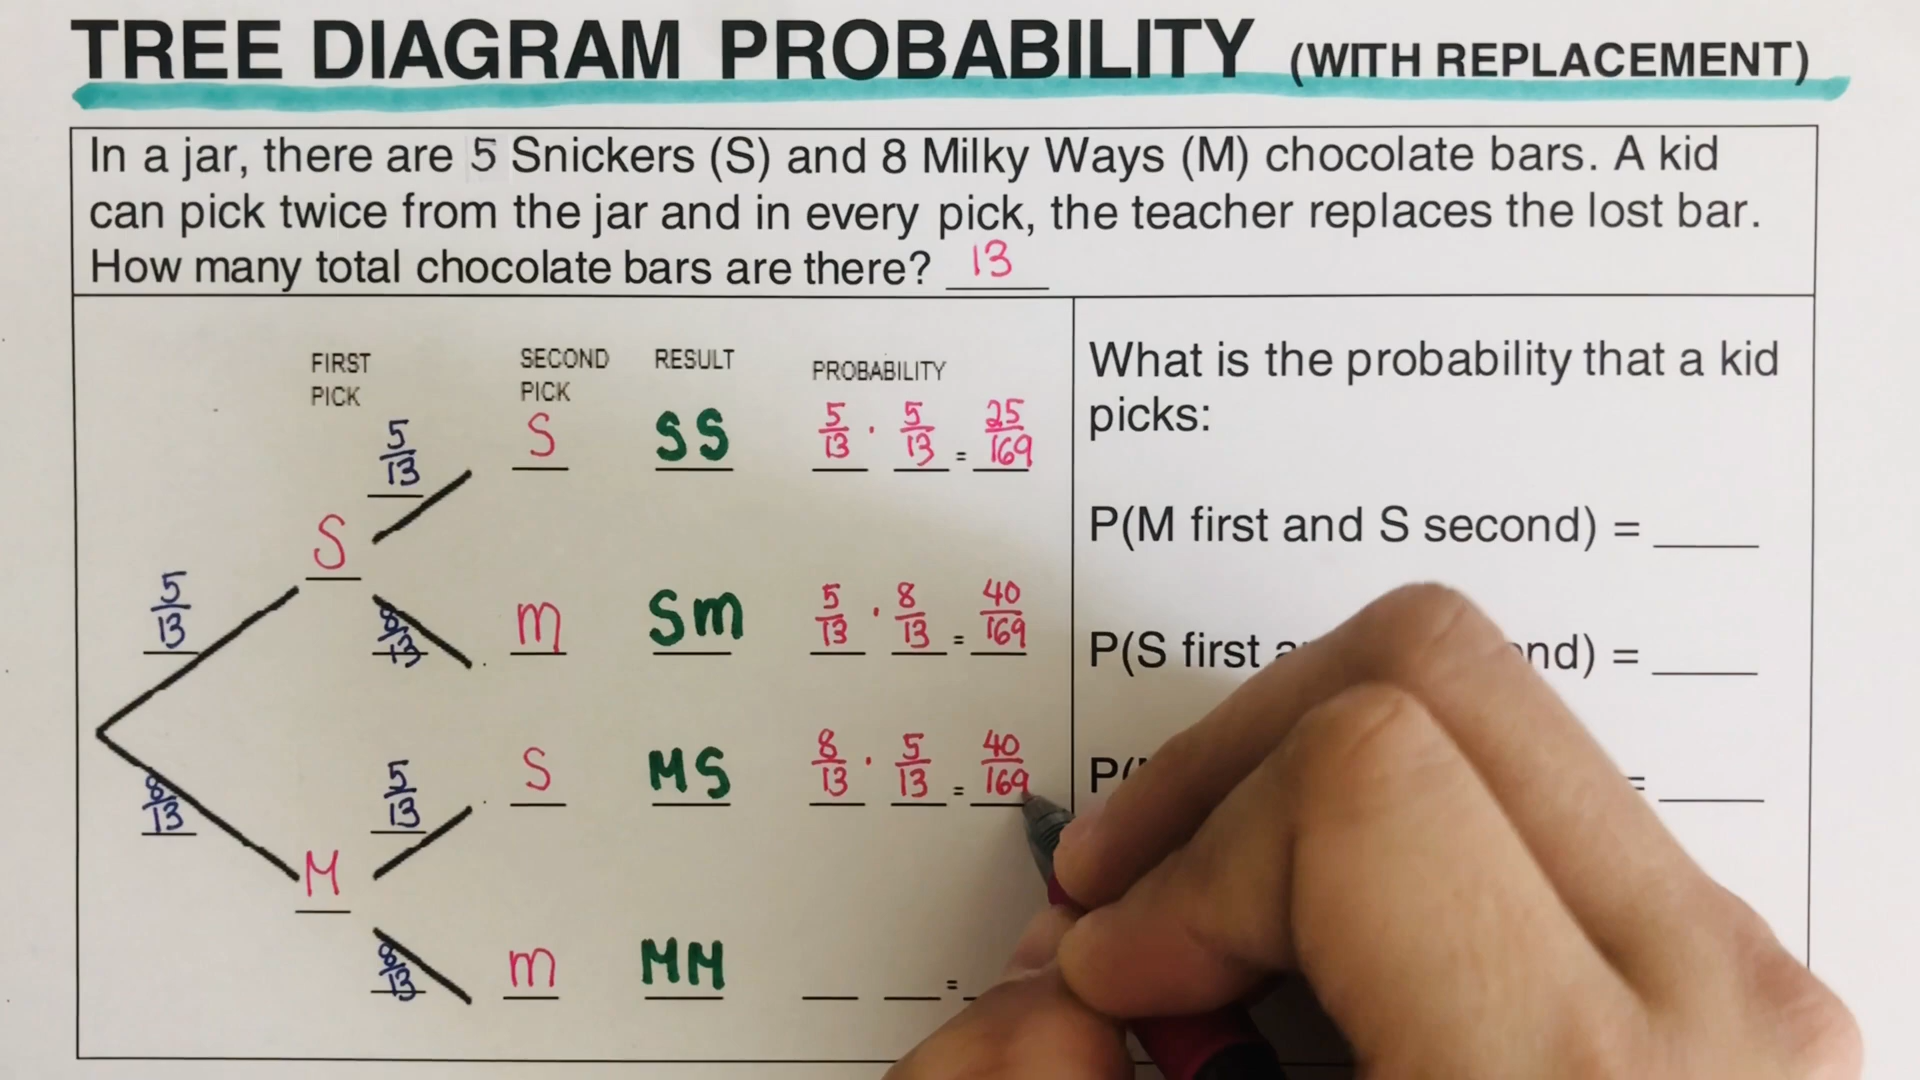 TREE DIAGRAM PROBABILITY (WITH REPLACEMENT)
In a jar, there are 5 Snickers (S) and 8 Milky Ways (M) chocolate bars. A kid
can pick twice from the jar and in every pick, the teacher replaces the lost bar.
How many total chocolate bars are there? 13
FIRST PICK
SECOND PICK
RESULT
PROBABILITY
5/13 S 5/13 S SS 5/13 · 5/13 = 25/169
8/13 m Sm 5/13 · 8/13 = 40/169
8/13 M 5/13 S MS 8/13 · 5/13 = 40/169
8/13 m MM =
What is the probability that a kid
picks:
P(M first and S second) =
P(S first
=
P(
=